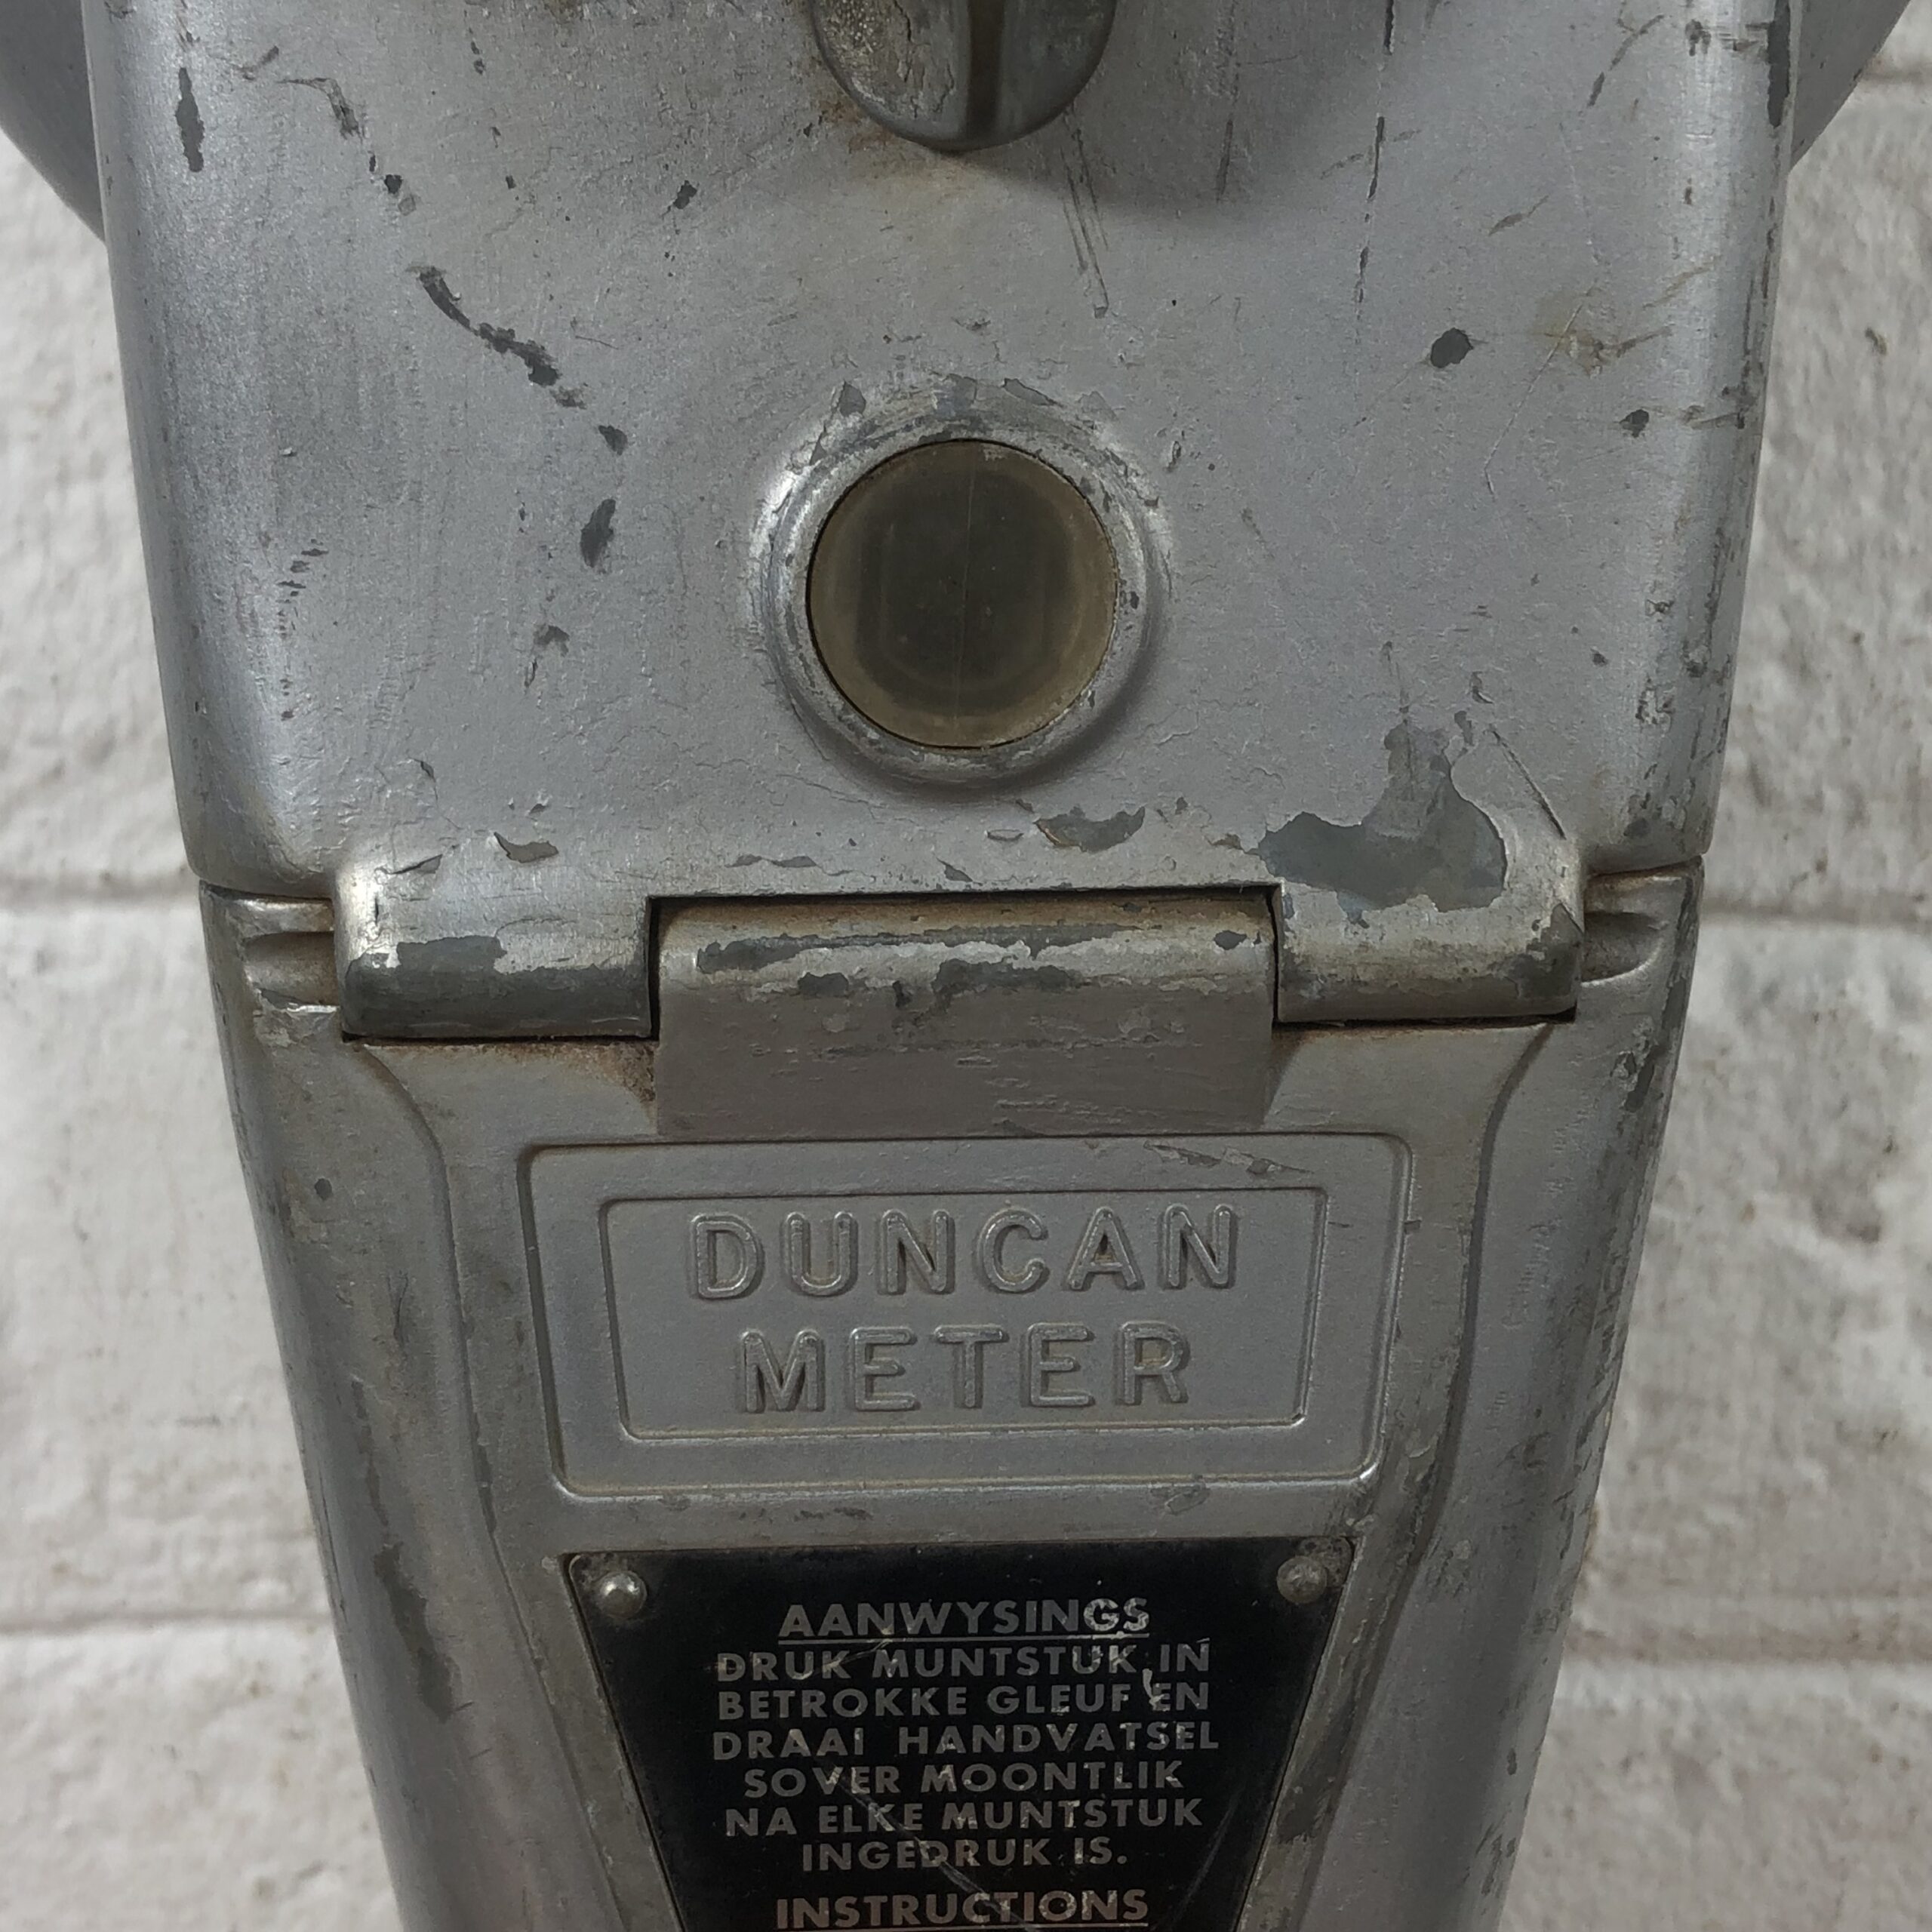 DUNCAN
METER
AANWYSINGS
DRUK MUNTSTUK IN
BETROKKE GLEUF EN
DRAAI HANDVATSEL
SOVER MOONTLIK
NA ELKE MUNTSTUK
INGEDRUK IS.
INSTRUCTIONS